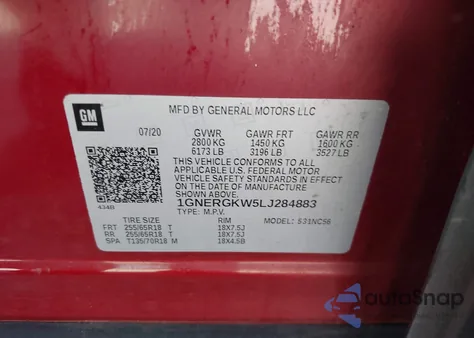 GM
MFD BY GENERAL MOTORS LLC
07/20 GVWR GAWR FRT GAWR RR
2800 KG 1450 KG 1600 KG
6173 LB 3196 LB 3527 LB
THIS VEHICLE CONFORMS TO ALL
APPLICABLE U.S. FEDERAL MOTOR
VEHICLE SAFETY STANDARDS IN EFFECT
ON THE DATE OF MANUFACTURE
SHOWN ABOVE.
1GNERGKW5LJ284883
TYPE: M.P.V. MODEL: 531NC56
434B
TIRE SIZE RIM
FRT 255/65R18 T 18X7.5J
RR 255/65R18 T 18X7.5J
SPA T135/70R18 M 18X4.5B
autoSnap